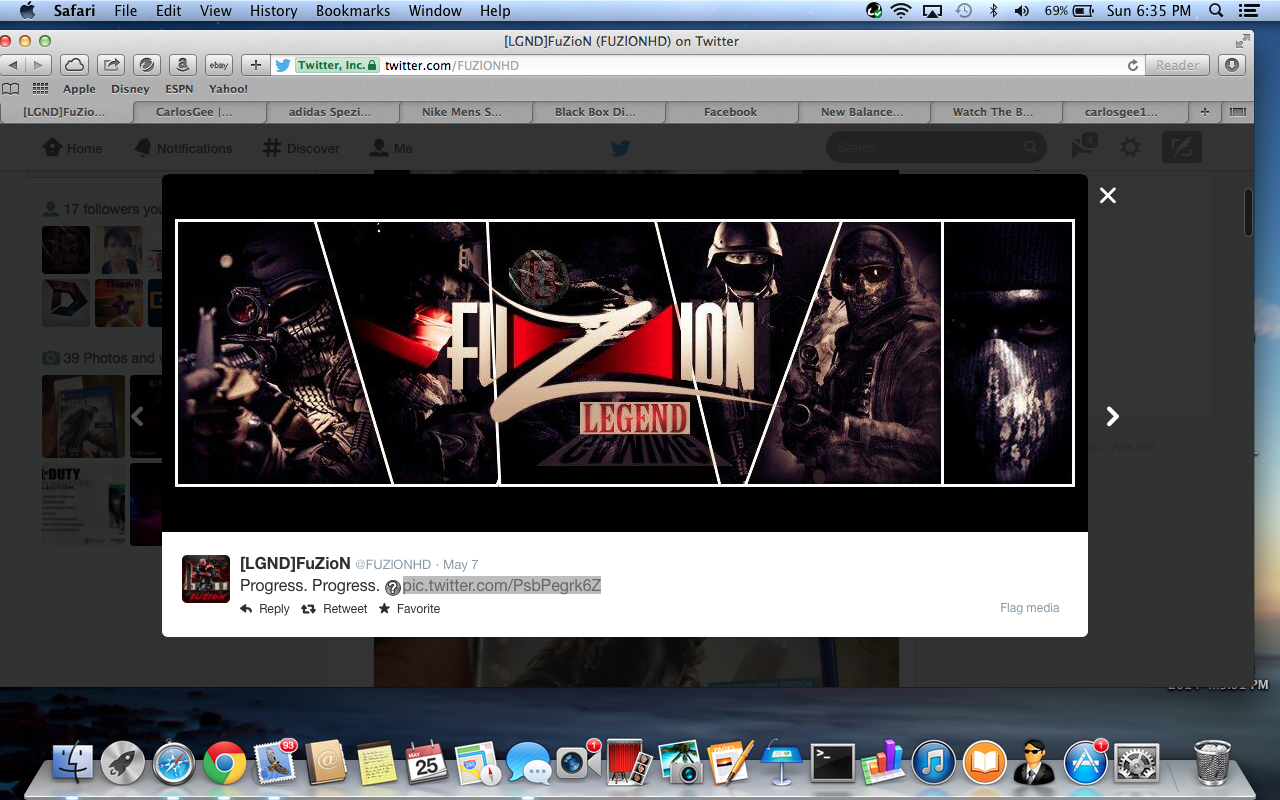 Safari File Edit View History Bookmarks Window Help 69% Sun 6:35 PM
[LGND]FuZioN (FUZIONHD) on Twitter
ebay Twitter, Inc. twitter.com/FUZIONHD Reader
Apple Disney ESPN Yahoo!
[LGND]FuZio... CarlosGee |... adidas Spezi... Nike Mens S... Black Box Di... Facebook New Balance... Watch The B... carlosgee1...
Home Notifications Discover Me Search 4
17 followers you
39 Photos and v
FUZION
LEGEND
Ads info
[LGND]FuZioN @FUZIONHD · May 7
Progress. Progress. pic.twitter.com/PsbPegrk6Z
Reply Retweet Favorite Flag media
93 MAY 25 1 1